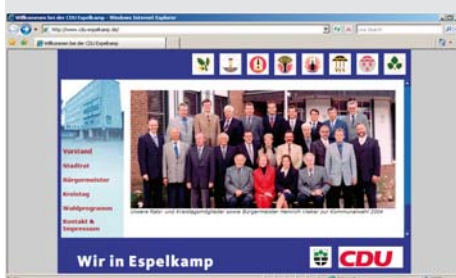 Willkommen bei der CDU Espelkamp - Windows Internet Explorer
http://www.cdu-espelkamp.de/
Live Search
Willkommen bei der CDU Espelkamp
Vorstand
Stadtrat
Bürgermeister
Kreistag
Wahlprogramm
Kontakt &
Impressum
Unsere Rats- und Kreistagsmitglieder sowie Bürgermeister Heinrich Vieker zur Kommunalwahl 2004
Wir in Espelkamp
CDU